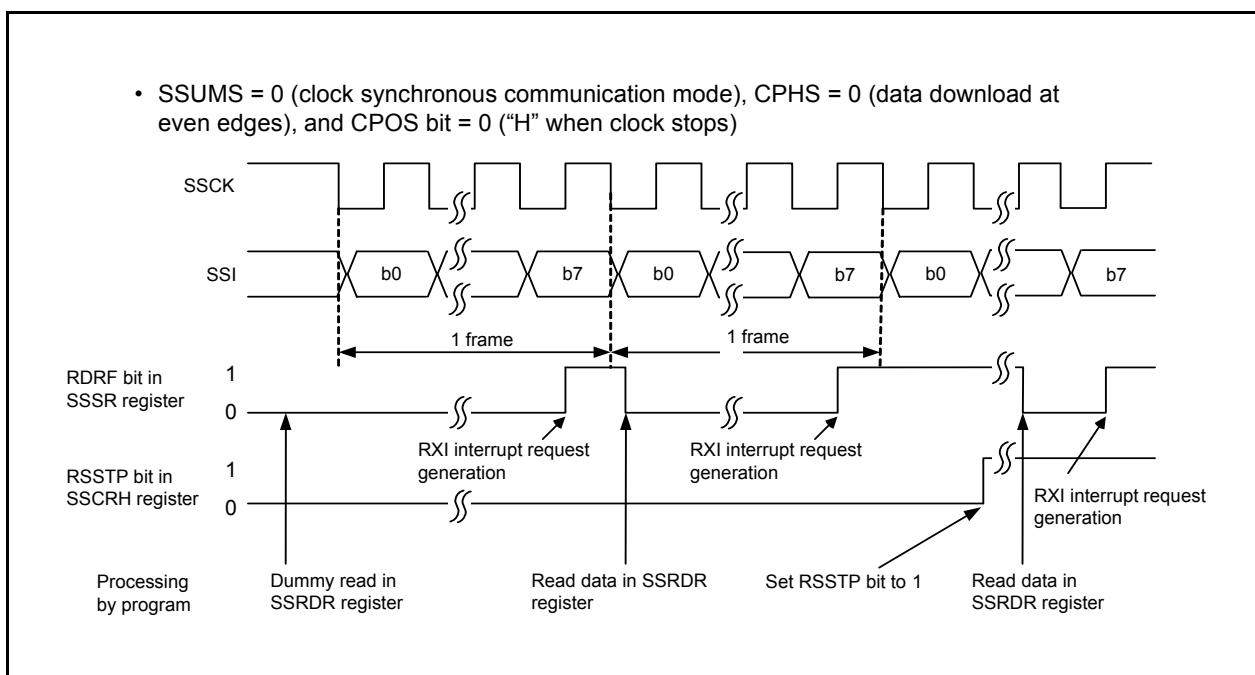 • SSUMS = 0 (clock synchronous communication mode), CPHS = 0 (data download at
even edges), and CPOS bit = 0 (“H” when clock stops)
SSCK
SSI
b0
b7
b0
b7
b0
b7
1 frame
1 frame
RDRF bit in
SSSR register
1
0
RXI interrupt request
generation
RXI interrupt request
generation
RSSTP bit in
SSCRH register
1
0
RXI interrupt request
generation
Processing
by program
Dummy read in
SSRDR register
Read data in SSRDR
register
Set RSSTP bit to 1
Read data in
SSRDR register